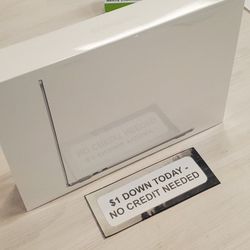 $1 DOWN TODAY -
NO CREDIT NEEDED